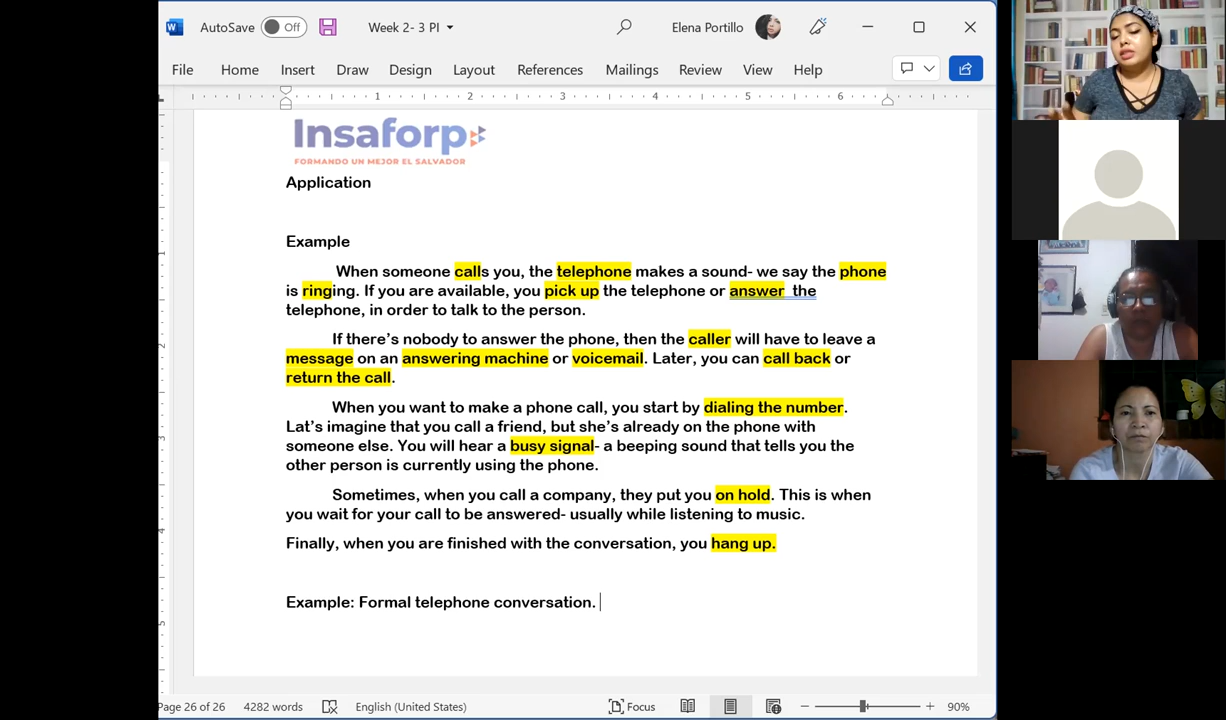 AutoSave Off Week 2- 3 PI Elena Portillo
File Home Insert Draw Design Layout References Mailings Review View Help
1 2 3 4 5 6
Insaforp
FORMANDO UN MEJOR EL SALVADOR
Application
Example
When someone calls you, the telephone makes a sound- we say the phone
is ringing. If you are available, you pick up the telephone or answer the
telephone, in order to talk to the person.
If there's nobody to answer the phone, then the caller will have to leave a
message on an answering machine or voicemail. Later, you can call back or
return the call.
When you want to make a phone call, you start by dialing the number.
Lat's imagine that you call a friend, but she's already on the phone with
someone else. You will hear a busy signal- a beeping sound that tells you the
other person is currently using the phone.
Sometimes, when you call a company, they put you on hold. This is when
you wait for your call to be answered- usually while listening to music.
Finally, when you are finished with the conversation, you hang up.
Example: Formal telephone conversation.
Page 26 of 26 4282 words English (United States) Focus 90%